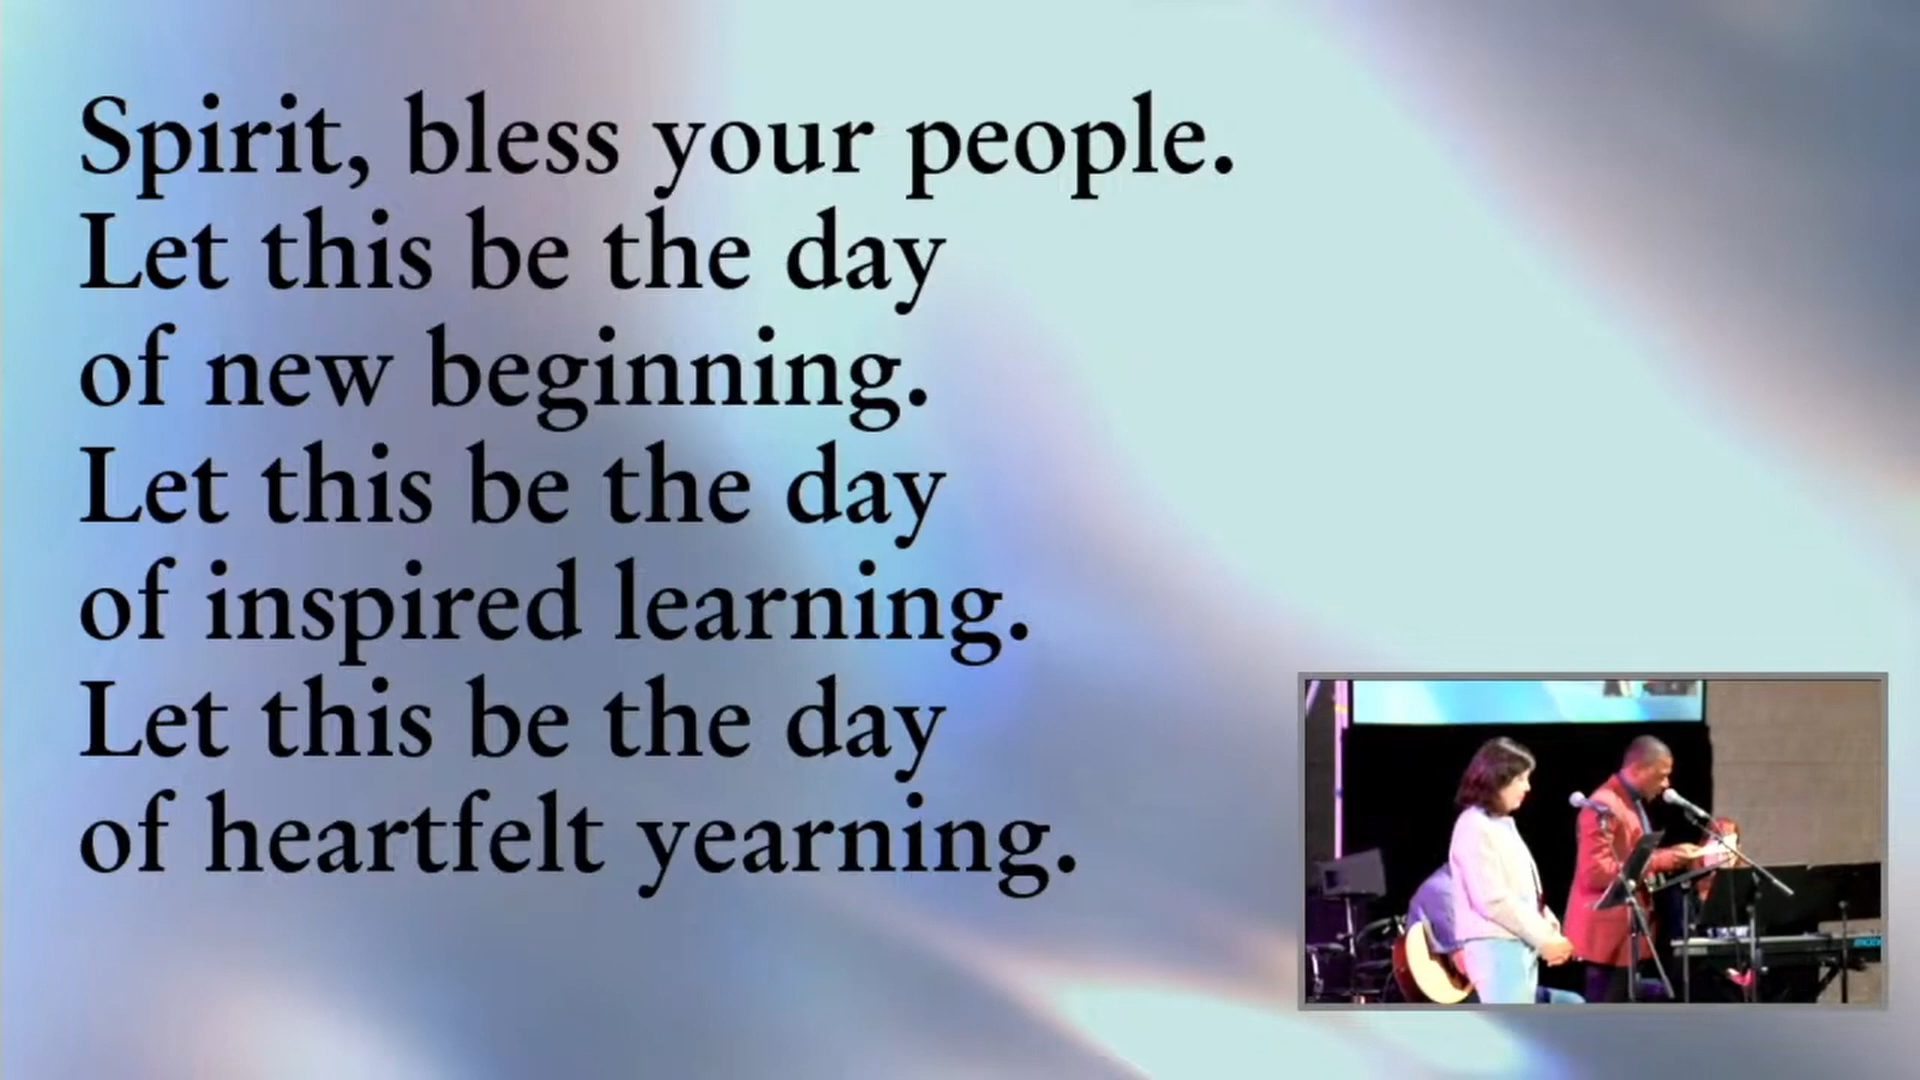 Spirit, bless your people.
Let this be the day
of new beginning.
Let this be the day
of inspired learning.
Let this be the day
of heartfelt yearning.